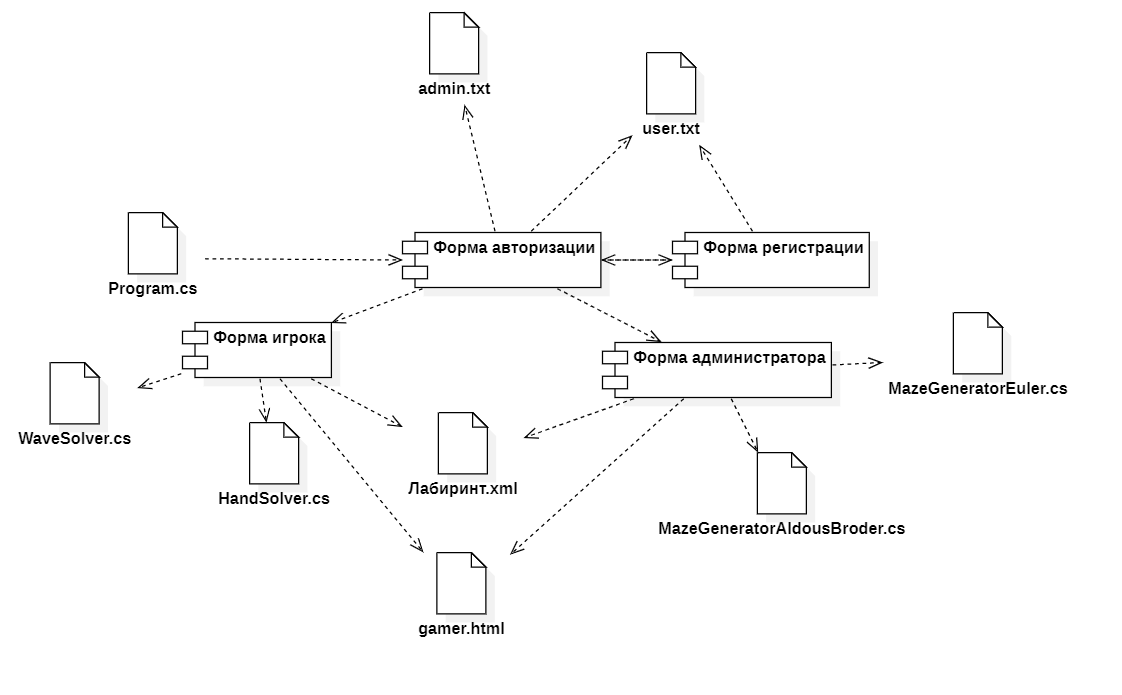 admin.txt
user.txt
Форма авторизации
Форма регистрации
Program.cs
Форма игрока
Форма администратора
MazeGeneratorEuler.cs
WaveSolver.cs
HandSolver.cs
Лабиринт.xml
MazeGeneratorAldousBroder.cs
gamer.html